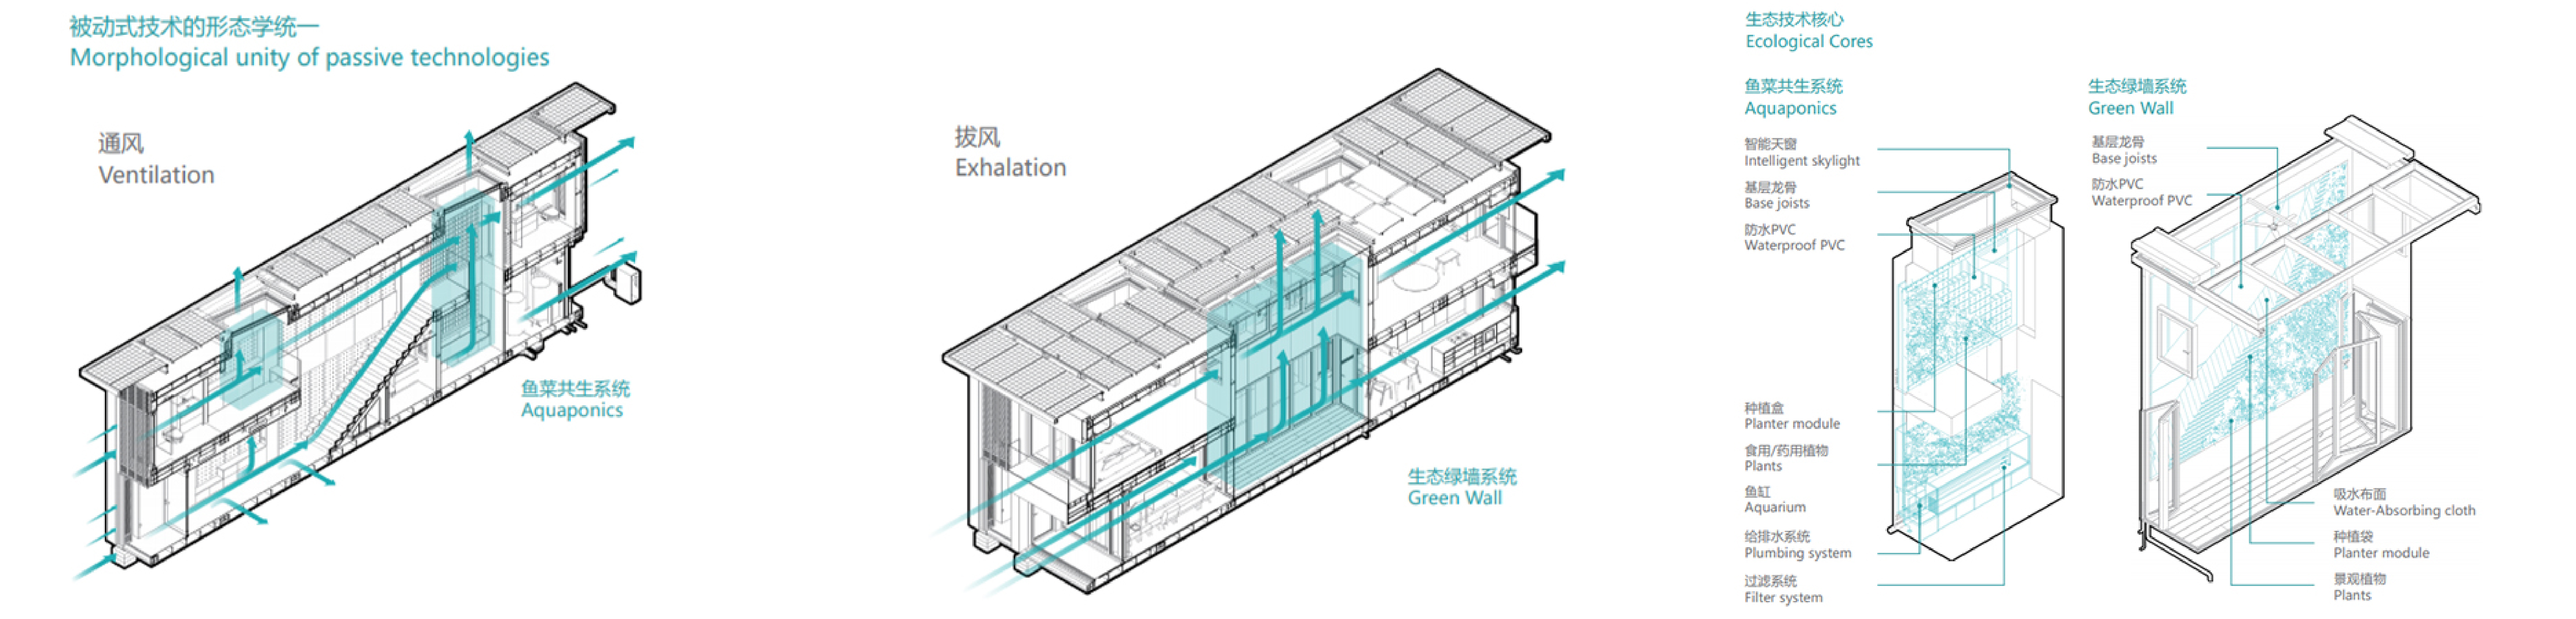 被动式技术的形态学统一
Morphological unity of passive technologies
通风
Ventilation
鱼菜共生系统
Aquaponics
拔风
Exhalation
生态绿墙系统
Green Wall
生态技术核心
Ecological Cores
鱼菜共生系统
Aquaponics
智能天窗
Intelligent skylight
基层龙骨
Base joists
防水PVC
Waterproof PVC
种植盒
Planter module
食用/药用植物
Plants
鱼缸
Aquarium
给排水系统
Plumbing system
过滤系统
Filter system
生态绿墙系统
Green Wall
基层龙骨
Base joists
防水PVC
Waterproof PVC
吸水布面
Water-Absorbing cloth
种植袋
Planter module
景观植物
Plants